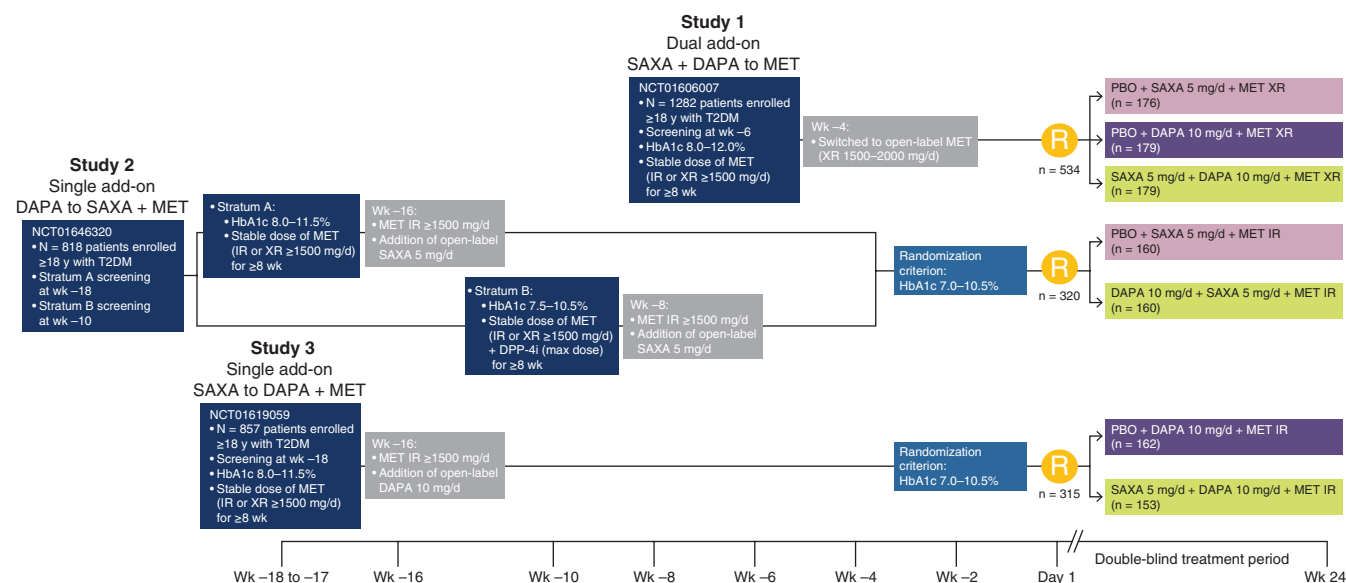 Study 1
Dual add-on
SAXA + DAPA to MET
NCT01606007
• N = 1282 patients enrolled
≥18 y with T2DM
• Screening at wk –6
• HbA1c 8.0–12.0%
• Stable dose of MET
(IR or XR ≥1500 mg/d)
for ≥8 wk
Wk –4:
• Switched to open-label MET
(XR 1500–2000 mg/d)
R
n = 534
PBO + SAXA 5 mg/d + MET XR
(n = 176)
PBO + DAPA 10 mg/d + MET XR
(n = 179)
SAXA 5 mg/d + DAPA 10 mg/d + MET XR
(n = 179)
Study 2
Single add-on
DAPA to SAXA + MET
NCT01646320
• N = 818 patients enrolled
≥18 y with T2DM
• Stratum A screening
at wk –18
• Stratum B screening
at wk –10
• Stratum A:
• HbA1c 8.0–11.5%
• Stable dose of MET
(IR or XR ≥1500 mg/d)
for ≥8 wk
Wk –16:
• MET IR ≥1500 mg/d
• Addition of open-label
SAXA 5 mg/d
• Stratum B:
• HbA1c 7.5–10.5%
• Stable dose of MET
(IR or XR ≥1500 mg/d)
+ DPP-4i (max dose)
for ≥8 wk
Wk –8:
• MET IR ≥1500 mg/d
• Addition of open-label
SAXA 5 mg/d
Randomization
criterion:
HbA1c 7.0–10.5%
R
n = 320
PBO + SAXA 5 mg/d + MET IR
(n = 160)
DAPA 10 mg/d + SAXA 5 mg/d + MET IR
(n = 160)
Study 3
Single add-on
SAXA to DAPA + MET
NCT01619059
• N = 857 patients enrolled
≥18 y with T2DM
• Screening at wk –18
• HbA1c 8.0–11.5%
• Stable dose of MET
(IR or XR ≥1500 mg/d)
for ≥8 wk
Wk –16:
• MET IR ≥1500 mg/d
• Addition of open-label
DAPA 10 mg/d
Randomization
criterion:
HbA1c 7.0–10.5%
R
n = 315
PBO + DAPA 10 mg/d + MET IR
(n = 162)
SAXA 5 mg/d + DAPA 10 mg/d + MET IR
(n = 153)
Double-blind treatment period
Wk –18 to –17
Wk –16
Wk –10
Wk –8
Wk –6
Wk –4
Wk –2
Day 1
Wk 24